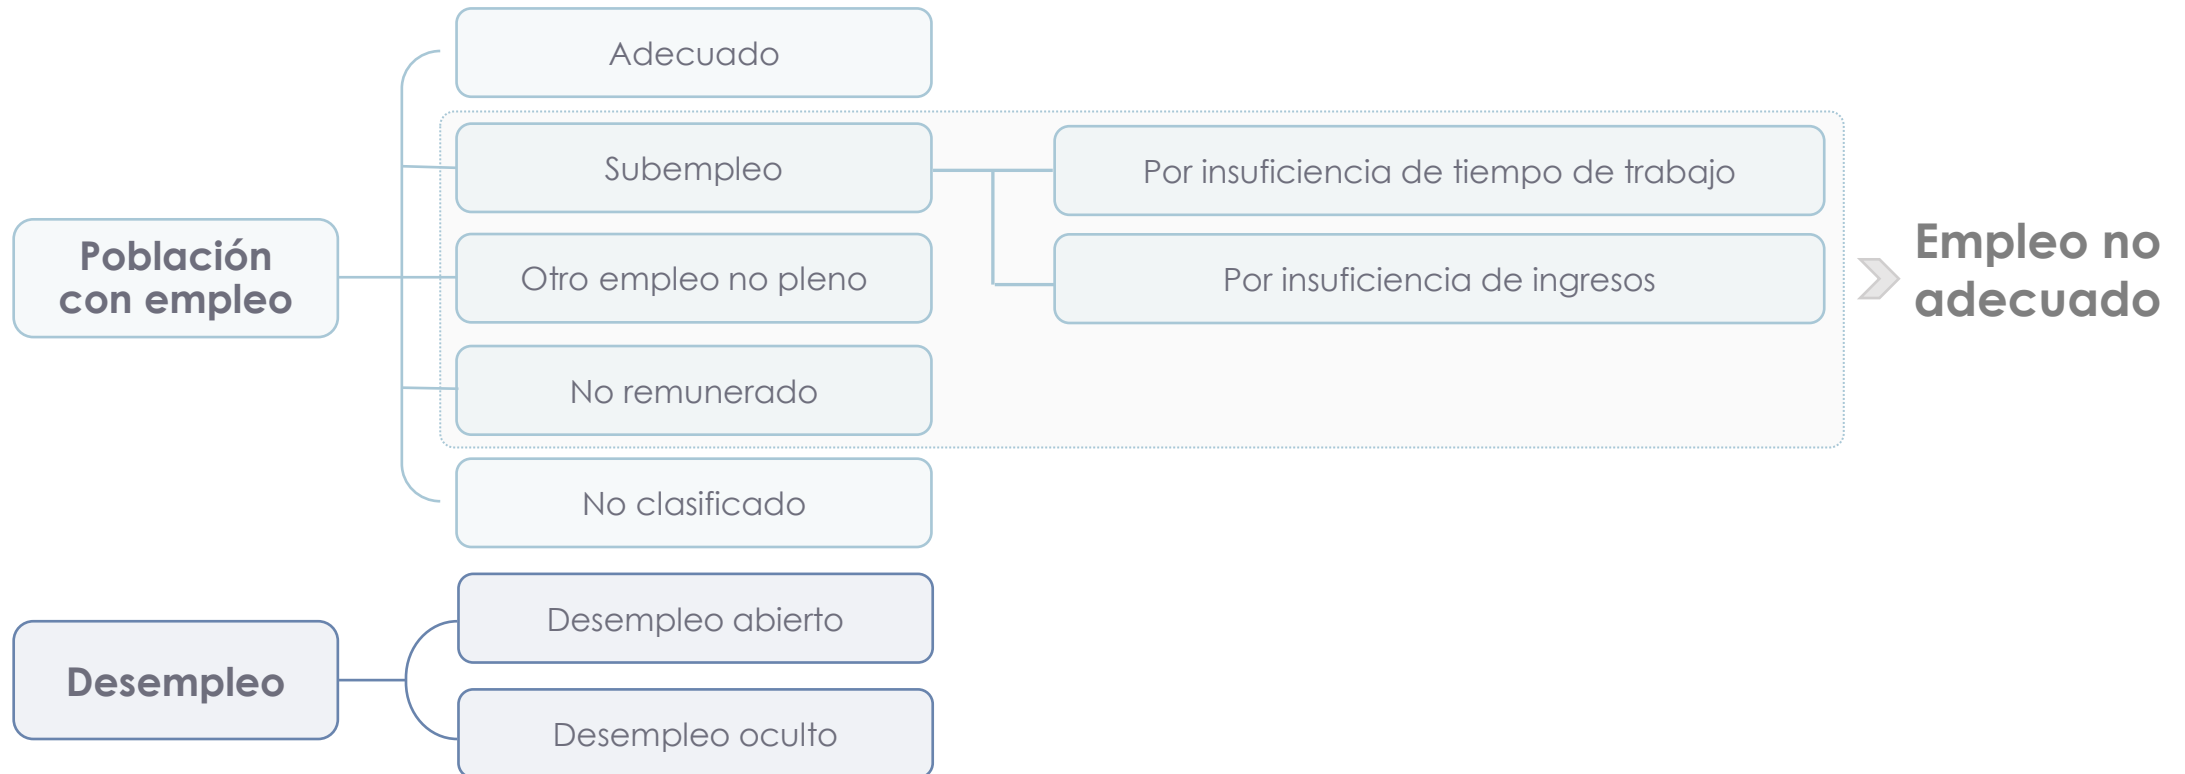 Adecuado
Subempleo
Por insuficiencia de tiempo de trabajo
Población
con empleo
Otro empleo no pleno
Por insuficiencia de ingresos
Empleo no
adecuado
No remunerado
No clasificado
Desempleo
Desempleo abierto
Desempleo oculto